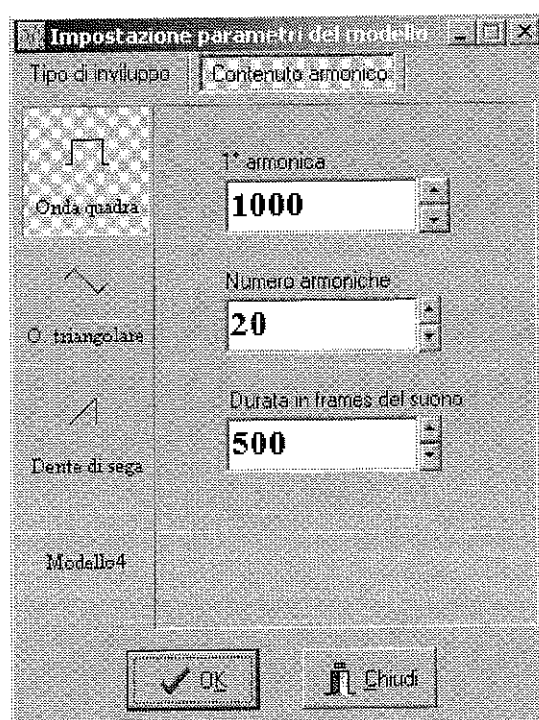 Impostazione parametri del modello
Tipo di inviluppo
Contenuto armonico
Onda quadra
O. triangolare
Dente di sega
Modello4
1° armonica
1000
Numero armoniche
20
Durata in frames del suono
500
OK
Chiudi